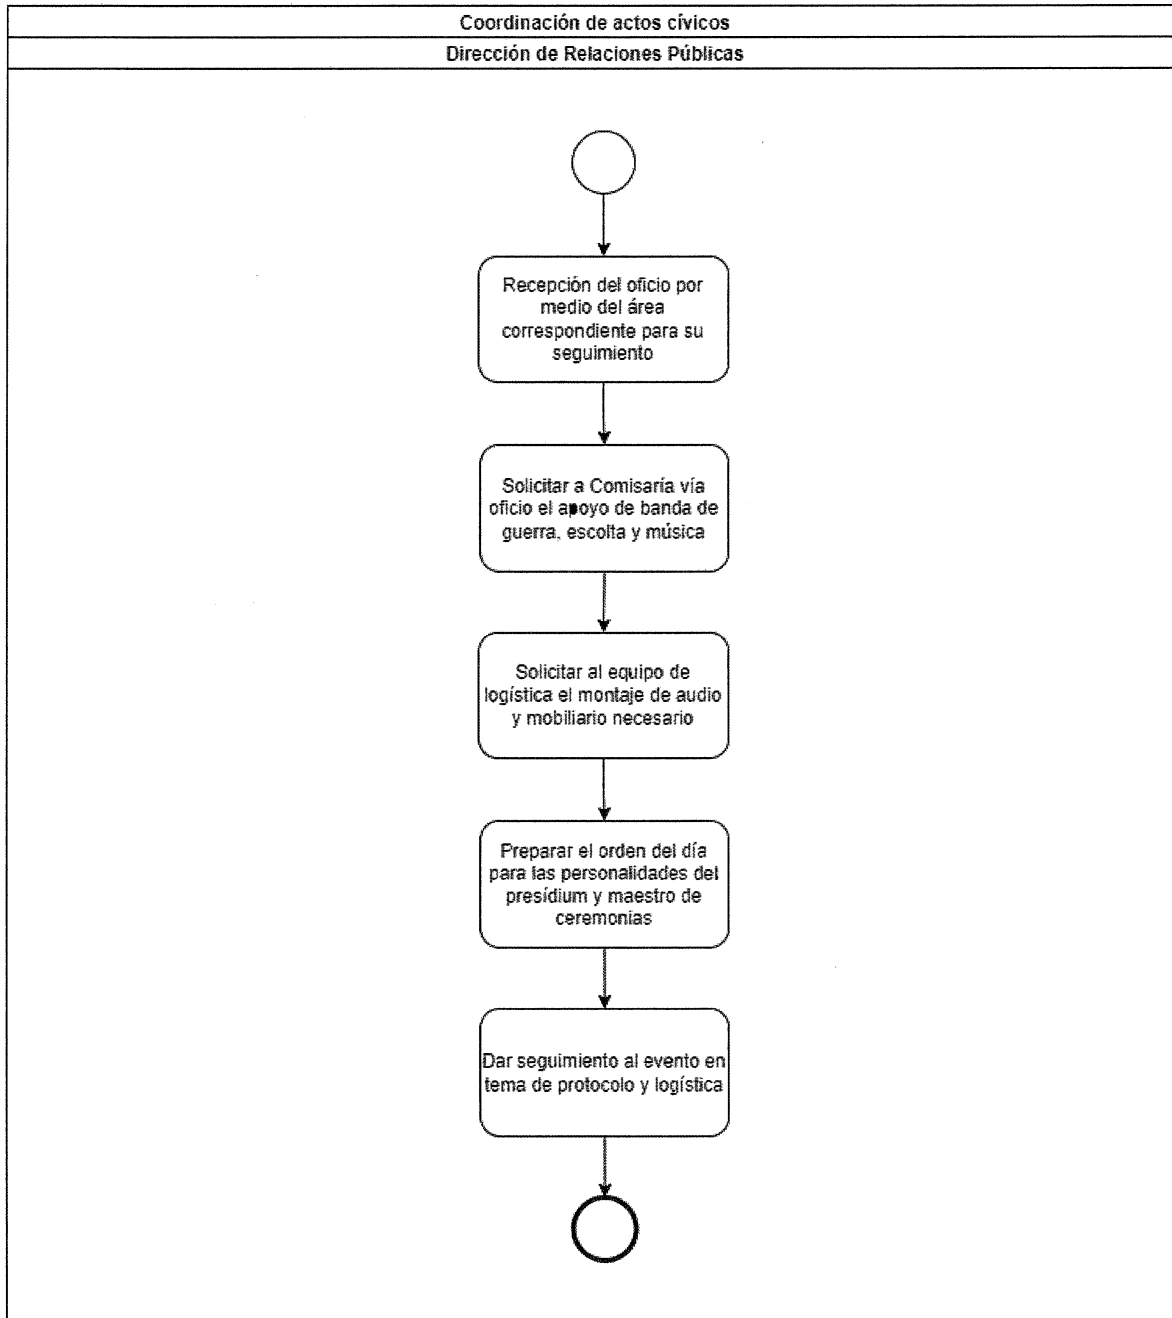 Coordinación de actos cívicos
Dirección de Relaciones Públicas
Recepción del oficio por
medio del área
correspondiente para su
seguimiento
Solicitar a Comisaría vía
oficio el apoyo de banda de
guerra, escolta y música
Solicitar al equipo de
logística el montaje de audio
y mobiliario necesario
Preparar el orden del día
para las personalidades del
presídium y maestro de
ceremonias
Dar seguimiento al evento en
tema de protocolo y logística